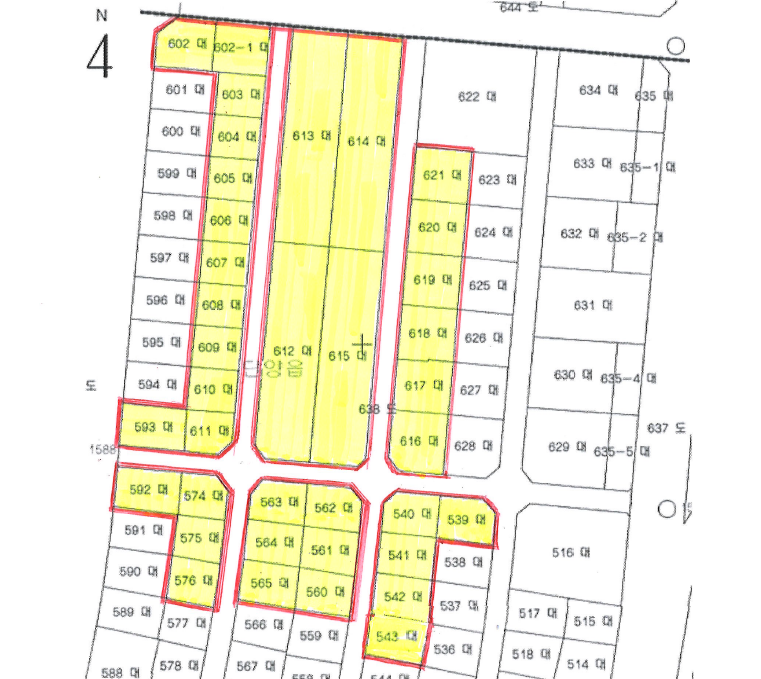 644 도
N
4
602 대
602-1 대
601 대
603 대
600 대
604 대
599 대
605 대
598 대
606 대
597 대
607 대
596 대
608 대
595 대
609 대
594 대
610 대
593 대
611 대
613 대
614 대
612 대
615 대
622 대
621 대
623 대
620 대
624 대
619 대
625 대
618 대
626 대
617 대
627 대
616 대
628 대
638 도
634 대
635 대
633 대
635-1 대
632 대
635-2 대
631 대
630 대
635-4 대
629 대
635-5 대
637 도
도
1588
592 대
574 대
591 대
575 대
590 대
576 대
589 대
577 대
588 대
578 대
563 대
562 대
564 대
561 대
565 대
560 대
566 대
559 대
567 대
558 대
540 대
539 대
541 대
538 대
542 대
537 대
543 대
536 대
544 대
516 대
517 대
515 대
518 대
514 대